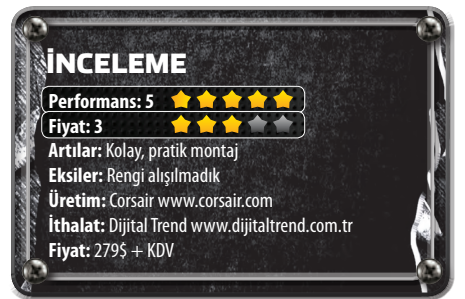 İNCELEME
Performans: 5
Fiyat: 3
Artılar: Kolay, pratik montaj
Eksiler: Rengi alışılmadık
Üretim: Corsair www.corsair.com
İthalat: Dijital Trend www.dijitaltrend.com.tr
Fiyat: 279$ + KDV